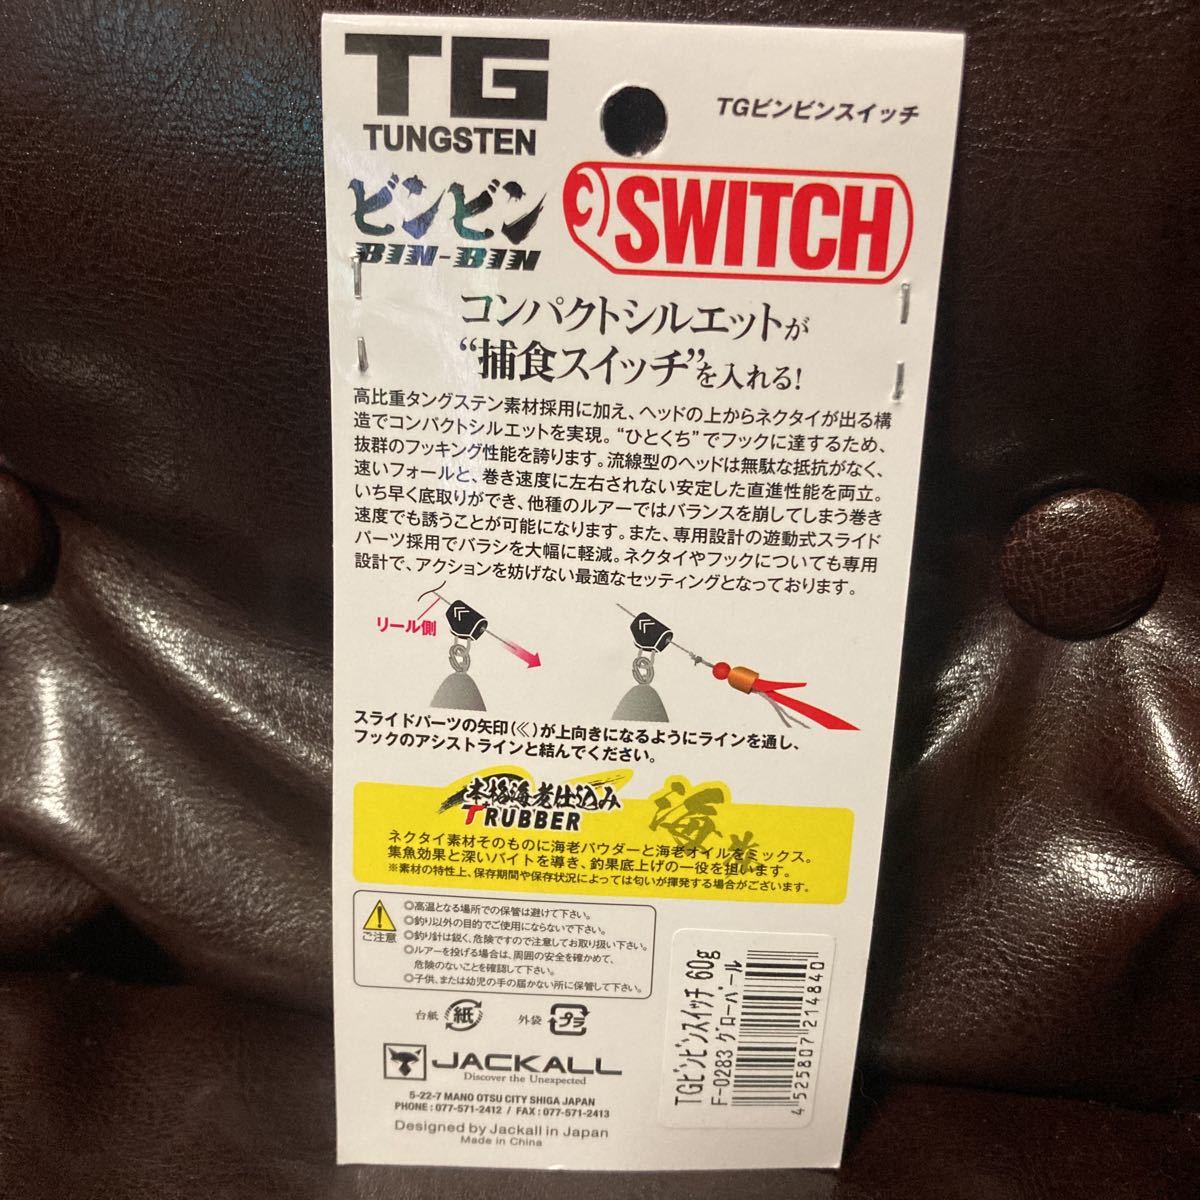 TG
TUNGSTEN
TGビンビンスイッチ
ビンビン
BIN-BIN
SWITCH
コンパクトシルエットが
“捕食スイッチ”を入れる!
高比重タングステン素材採用に加え、ヘッドの上からネクタイが出る構
造でコンパクトシルエットを実現。“ひとくち”でフックに達するため、
抜群のフッキング性能を誇ります。流線型のヘッドは無駄な抵抗がなく、
速いフォールと、巻き速度に左右されない安定した直進性能を両立。
いち早く底取りができ、他種のルアーではバランスを崩してしまう巻き
速度でも誘うことが可能になります。また、専用設計の遊動式スライド
パーツ採用でバラシを大幅に軽減。ネクタイやフックについても専用
設計で、アクションを妨げない最適なセッティングとなっております。
リール側
スライドパーツの矢印(≪)が上向きになるようにラインを通し、
フックのアシストラインと結んでください。
本格海老仕込み
T+RUBBER
ネクタイ素材そのものに海老パウダーと海老オイルをミックス。
集魚効果と深いバイトを導き、釣果底上げの一役を担います。
※素材の特性上、保存期間や保存状況によっては匂いが揮発する場合がございます。
ご注意
◎高温となる場所での保管は避けて下さい。
◎釣り以外の目的でご使用にならないで下さい。
◎釣り針は鋭く、危険ですので注意してお取り扱い下さい。
◎ルアーを投げる場合は、周囲の安全を確かめて、
危険のないことを確認して下さい。
◎子供、または幼児の手の届かない所に保管して下さい。
台紙 紙 外袋 プラ
JACKALL
Discover the Unexpected
5-22-7 MANO OTSU CITY SHIGA JAPAN
PHONE : 077-571-2412 / FAX : 077-571-2413
Designed by Jackall in Japan
Made in China
TGビンビンスイッチ 60g
F-0283 グローパール
4 525807 214840